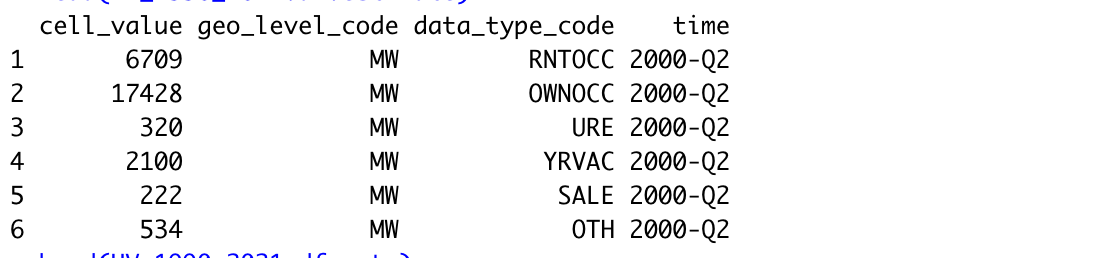 cell_value geo_level_code data_type_code time
1 6709 MW RNTOCC 2000-Q2
2 17428 MW OWNOCC 2000-Q2
3 320 MW URE 2000-Q2
4 2100 MW YRVAC 2000-Q2
5 222 MW SALE 2000-Q2
6 534 MW OTH 2000-Q2